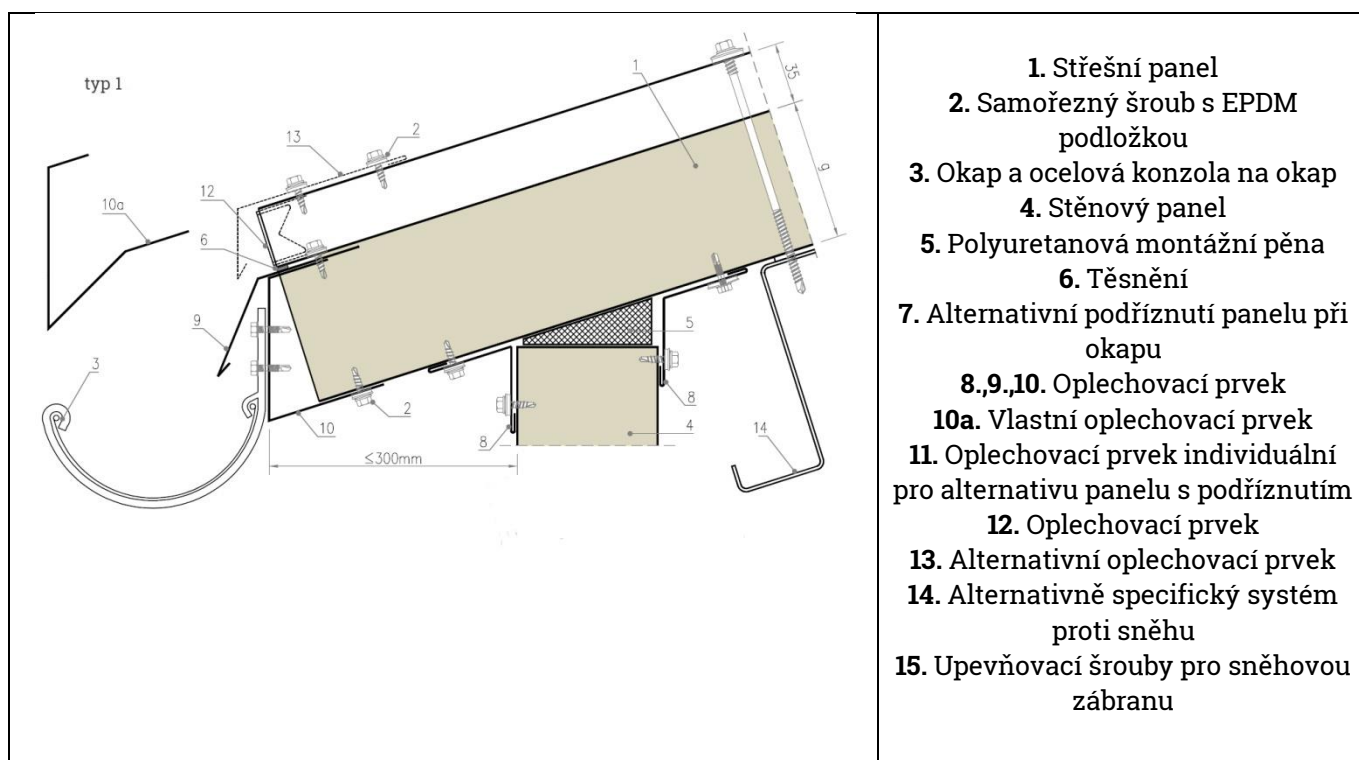 typ 1
1
35
13
2
12
10a
1
g
6
9
5
3
2
8
10
8
4
14
≤300mm
1. Střešní panel
2. Samořezný šroub s EPDM
podložkou
3. Okap a ocelová konzola na okap
4. Stěnový panel
5. Polyuretanová montážní pěna
6. Těsnění
7. Alternativní podříznutí panelu při
okapu
8.,9.,10. Oplechovací prvek
10a. Vlastní oplechovací prvek
11. Oplechovací prvek individuální
pro alternativu panelu s podříznutím
12. Oplechovací prvek
13. Alternativní oplechovací prvek
14. Alternativně specifický systém
proti sněhu
15. Upevňovací šrouby pro sněhovou
zábranu